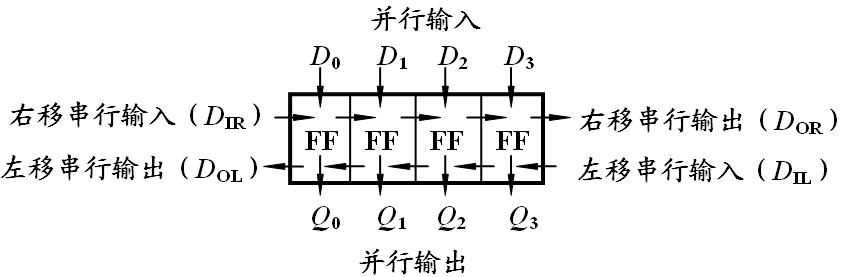 并行输入
D0 D1 D2 D3
右移串行输入（DIR） 右移串行输出（DOR）
FF FF FF FF
左移串行输出（DOL） 左移串行输入（DIL）
Q0 Q1 Q2 Q3
并行输出